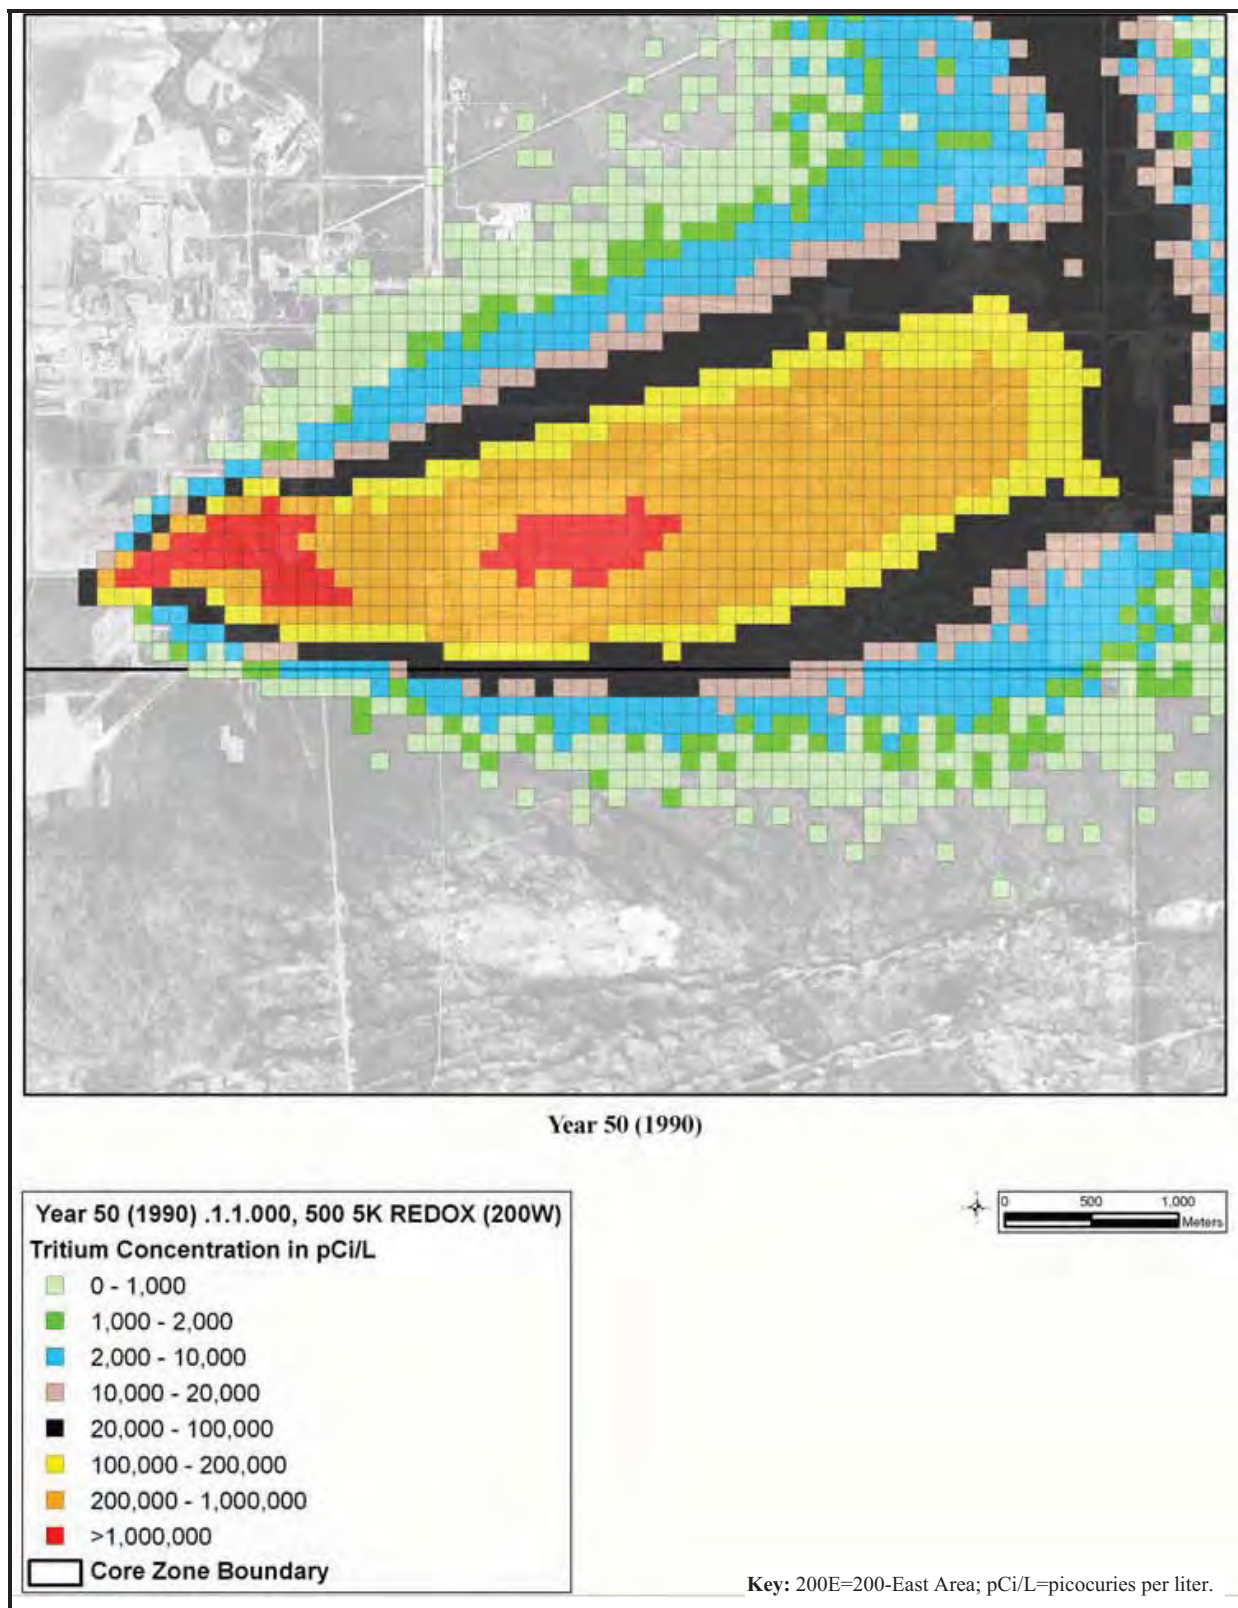 Year 50 (1990)
Year 50 (1990) .1.1.000, 500 5K REDOX (200W)
Tritium Concentration in pCi/L
0 - 1,000
1,000 - 2,000
2,000 - 10,000
10,000 - 20,000
20,000 - 100,000
100,000 - 200,000
200,000 - 1,000,000
>1,000,000
Core Zone Boundary
0 500 1,000
Meters
Key: 200E=200-East Area; pCi/L=picocuries per liter.